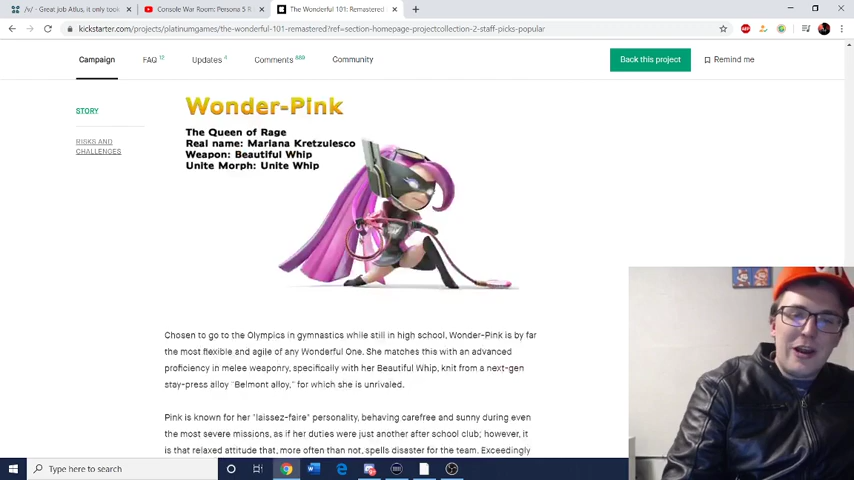 /v/ - Great job Atlus, it only took
Console War Room: Persona 5 R
The Wonderful 101: Remastered
kickstarter.com/projects/platinumgames/the-wonderful-101-remastered?ref=section-homepage-projectcollection-2-staff-picks-popular
ABP
Campaign
FAQ 12
Updates 4
Comments 889
Community
Back this project
Remind me
STORY
RISKS AND
CHALLENGES
Wonder-Pink
The Queen of Rage
Real name: Mariana Kretzulesco
Weapon: Beautiful Whip
Unite Morph: Unite Whip
Chosen to go to the Olympics in gymnastics while still in high school, Wonder-Pink is by far
the most flexible and agile of any Wonderful One. She matches this with an advanced
proficiency in melee weaponry, specifically with her Beautiful Whip, knit from a next-gen
stay-press alloy "Belmont alloy," for which she is unrivaled.
Pink is known for her "laissez-faire" personality, behaving carefree and sunny during even
the most severe missions, as if her duties were just another after school club; however, it
is that relaxed attitude that, more often than not, spells disaster for the team. Exceedingly
Type here to search